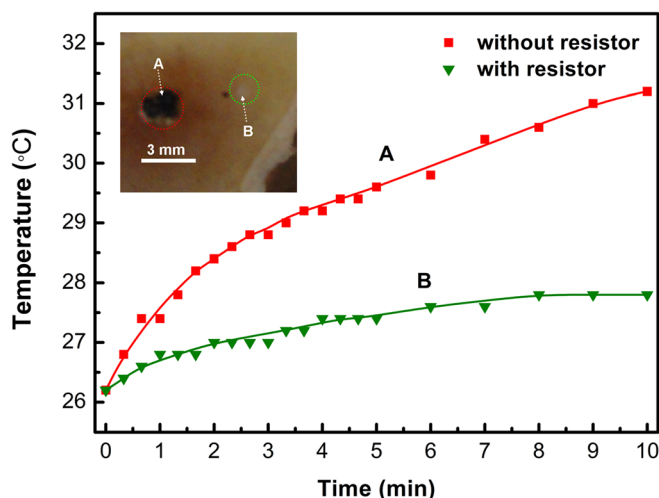 32
31
30
29
28
27
26
Temperature (°C)
A
B
3 mm
without resistor
with resistor
A
B
0 1 2 3 4 5 6 7 8 9 10
Time (min)